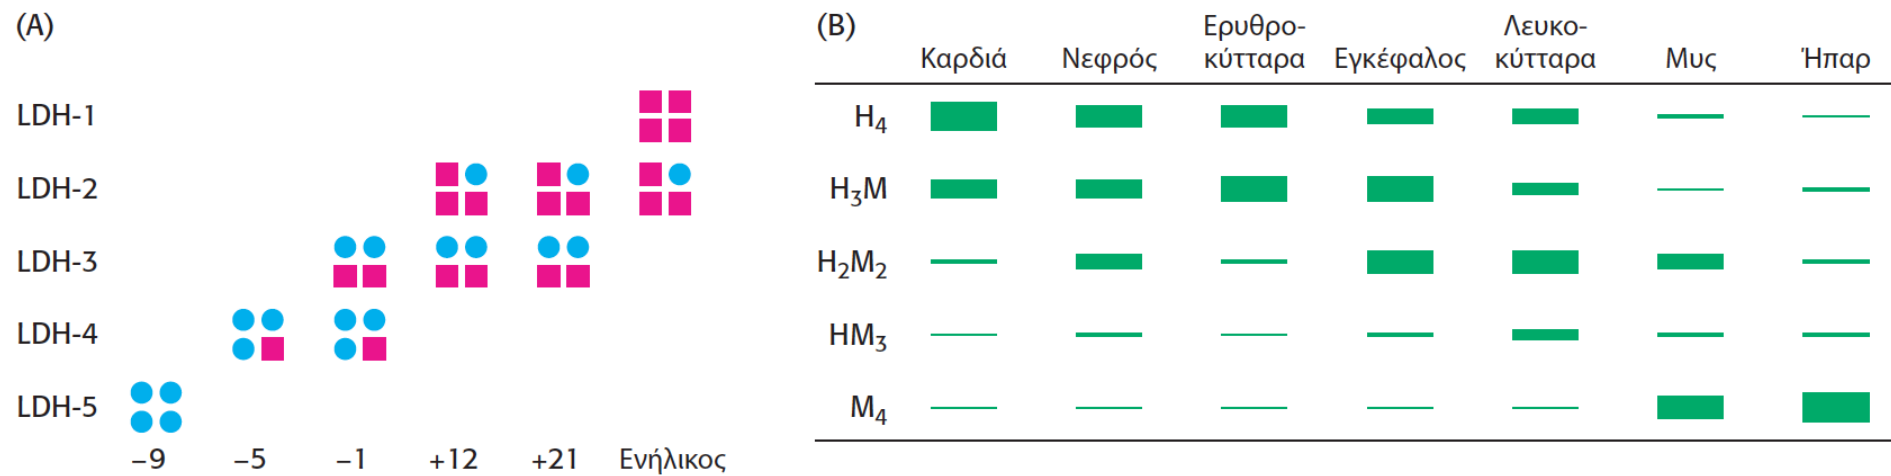 (A)
LDH-1
LDH-2
LDH-3
LDH-4
LDH-5
–9 –5 –1 +12 +21 Ενήλικος
(B)
Καρδιά Νεφρός Ερυθρο-κύτταρα Εγκέφαλος Λευκο-κύτταρα Μυς Ήπαρ
H₄
H₃M
H₂M₂
HM₃
M₄